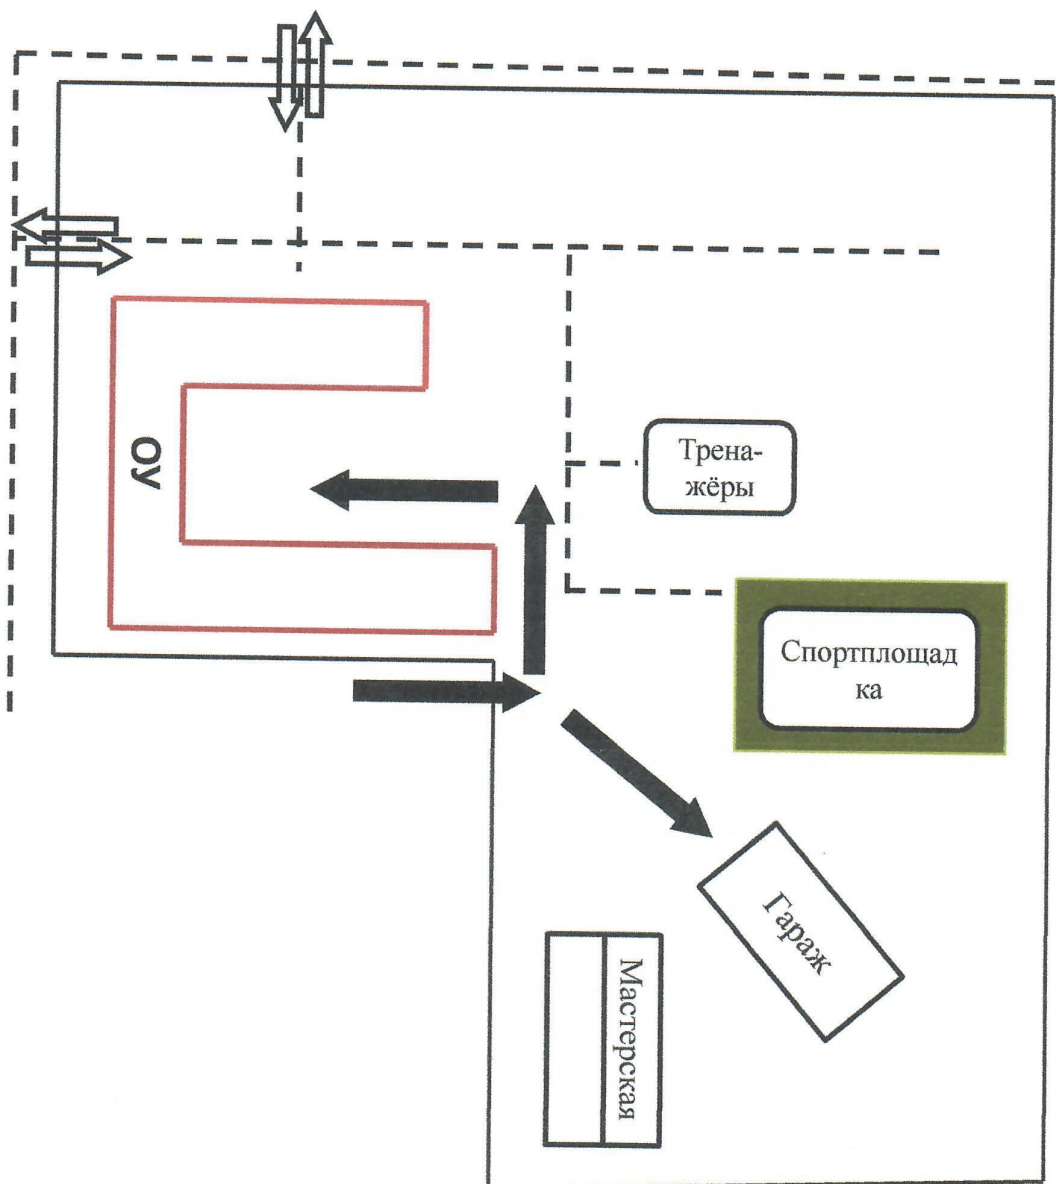 ОУ
Трена-
жёры
Спортплощад
ка
Гараж
Мастерская